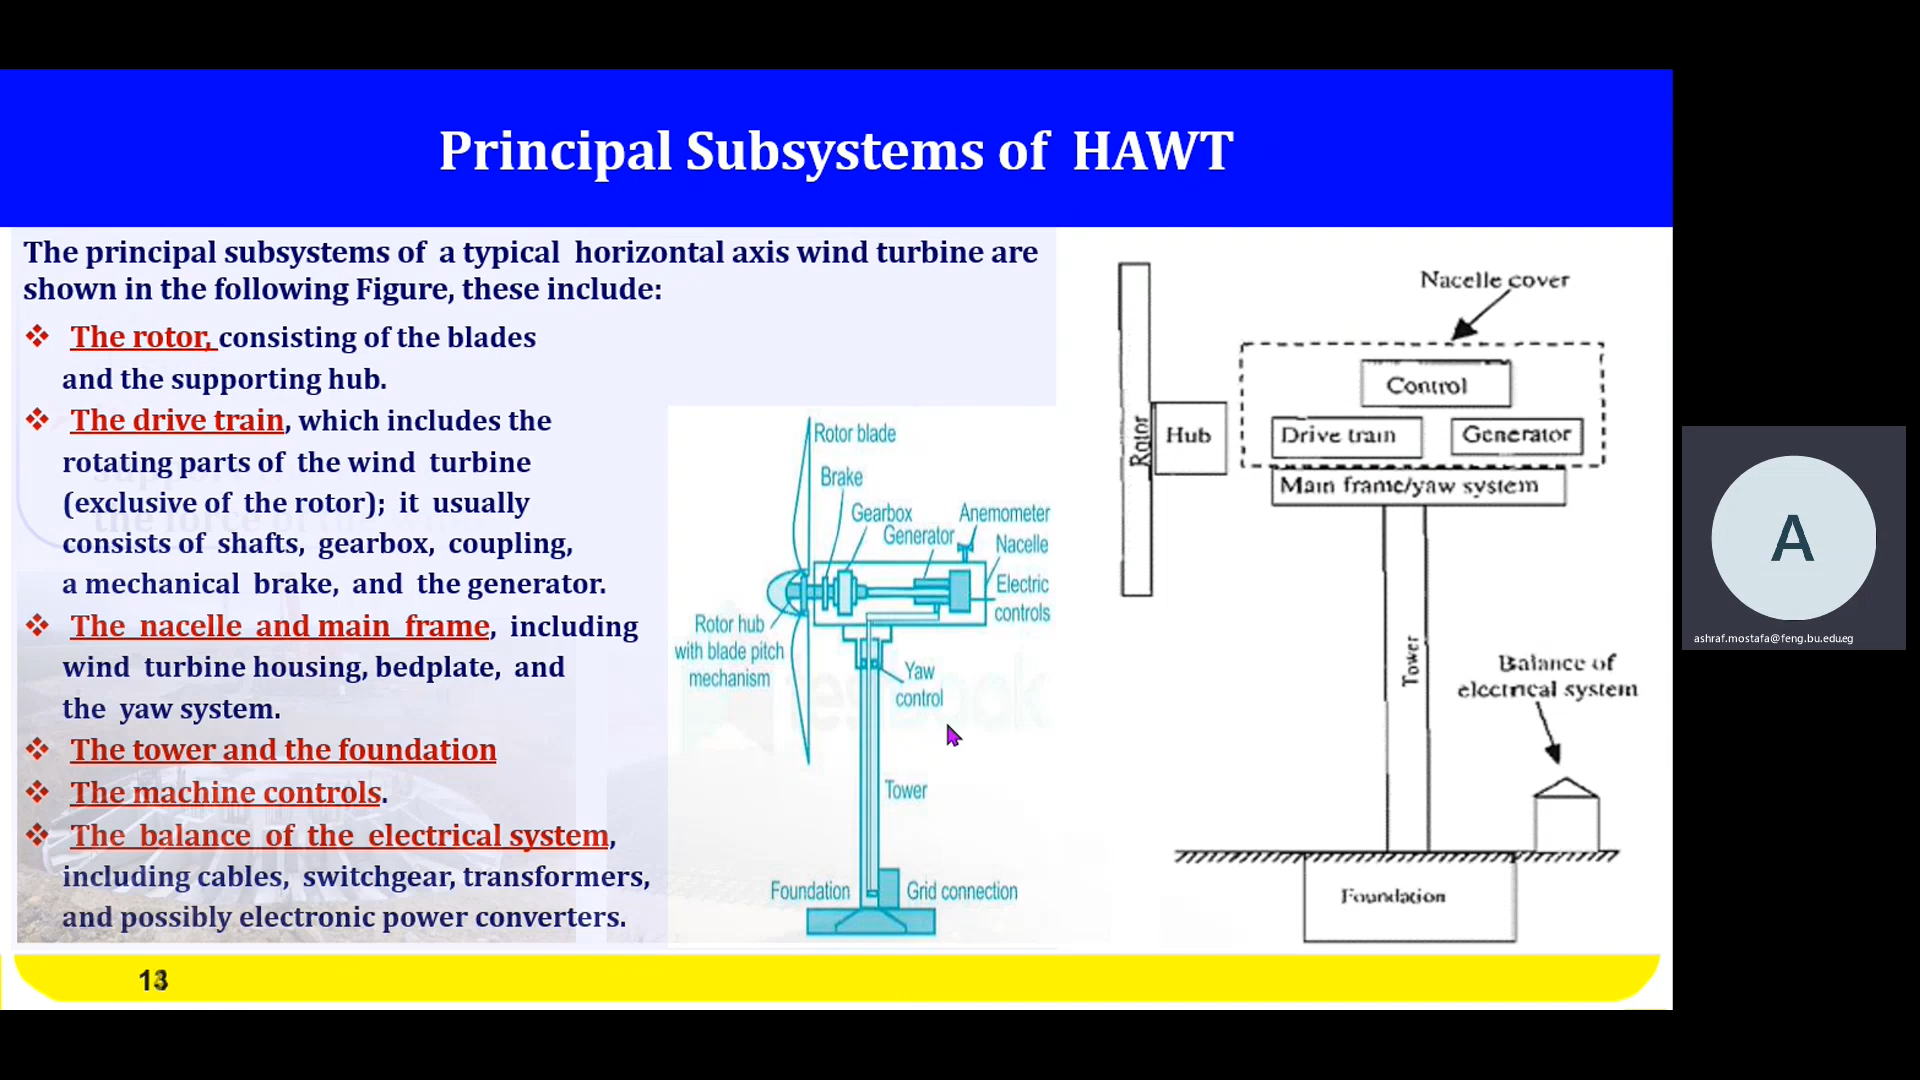 Principal Subsystems of HAWT
The principal subsystems of a typical horizontal axis wind turbine are
shown in the following Figure, these include:
❖ The rotor, consisting of the blades
and the supporting hub.
❖ The drive train, which includes the
rotating parts of the wind turbine
(exclusive of the rotor); it usually
consists of shafts, gearbox, coupling,
a mechanical brake, and the generator.
❖ The nacelle and main frame, including
wind turbine housing, bedplate, and
the yaw system.
❖ The tower and the foundation
❖ The machine controls.
❖ The balance of the electrical system,
including cables, switchgear, transformers,
and possibly electronic power converters.
Rotor blade
Brake
Gearbox
Generator
Anemometer
Nacelle
Electric
controls
Rotor hub
with blade pitch
mechanism
Yaw
control
Tower
Foundation
Grid connection
testbook
Nacelle cover
Control
Rotor
Hub
Drive train
Generator
Main frame/yaw system
Tower
Balance of
electrical system
Foundation
A
ashraf.mostafa@feng.bu.edu.eg